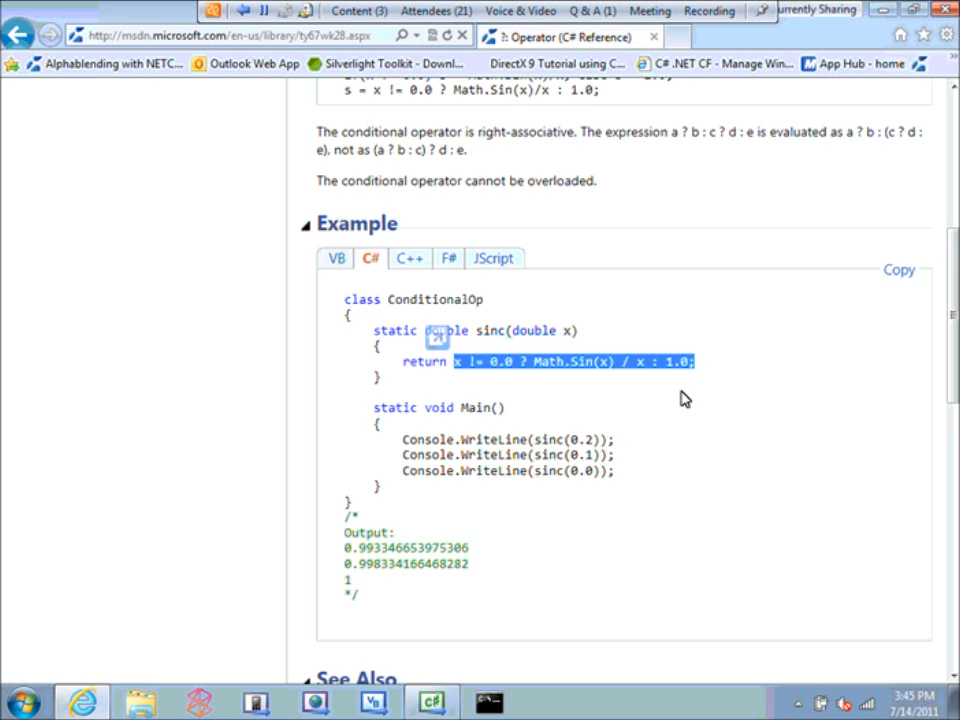 Content (3) Attendees (21) Voice & Video Q & A (1) Meeting Recording urrently Sharing
http://msdn.microsoft.com/en-us/library/ty67wk28.aspx ?: Operator (C# Reference)
Alphablending with NETC... Outlook Web App Silverlight Toolkit - Downl... DirectX 9 Tutorial using C... C# .NET CF - Manage Win... App Hub - home
s = x != 0.0 ? Math.Sin(x)/x : 1.0;
The conditional operator is right-associative. The expression a ? b : c ? d : e is evaluated as a ? b : (c ? d :
e), not as (a ? b : c) ? d : e.
The conditional operator cannot be overloaded.
Example
VB C# C++ F# JScript
Copy
class ConditionalOp
{
static double sinc(double x)
{
return x != 0.0 ? Math.Sin(x) / x : 1.0;
}
static void Main()
{
Console.WriteLine(sinc(0.2));
Console.WriteLine(sinc(0.1));
Console.WriteLine(sinc(0.0));
}
}
/*
Output:
0.993346653975306
0.998334166468282
1
*/
See Also
3:45 PM
7/14/2011